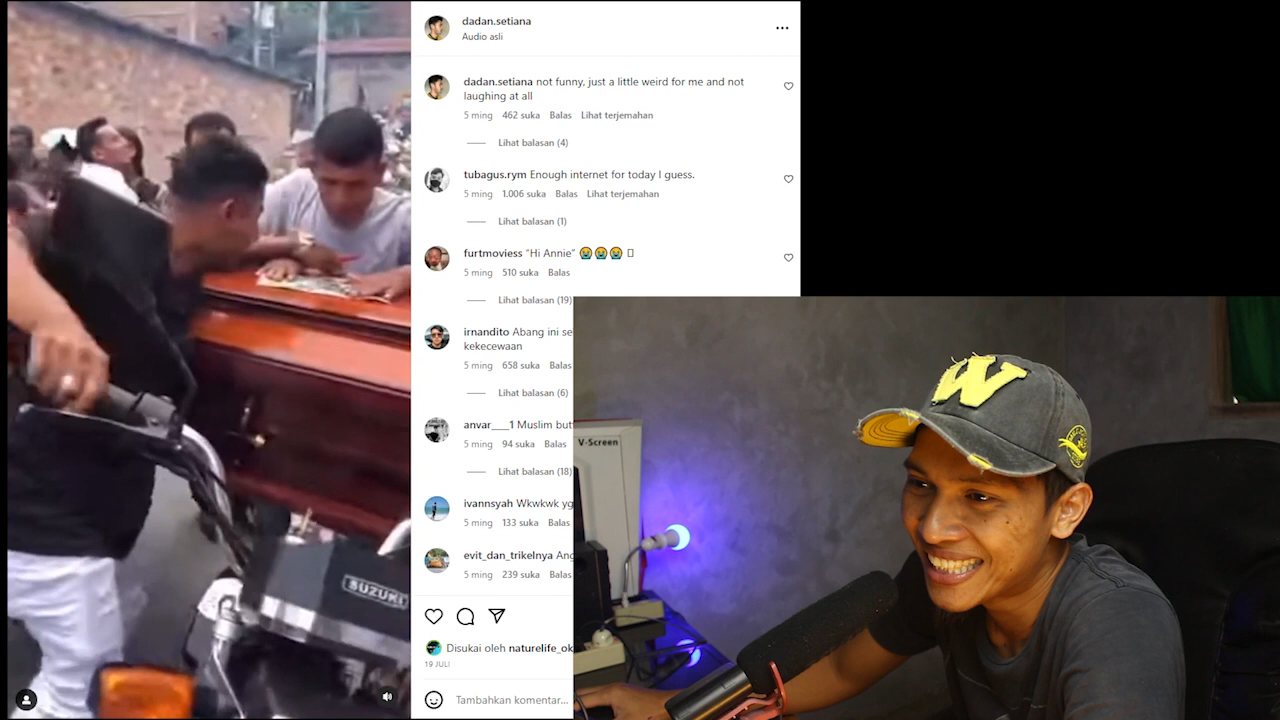 dadan.setiana
Audio asli
dadan.setiana not funny, just a little weird for me and not
laughing at all
5 ming 462 suka Balas Lihat terjemahan
Lihat balasan (4)
tubagus.rym Enough internet for today I guess.
5 ming 1.006 suka Balas Lihat terjemahan
Lihat balasan (1)
furtmoviess “Hi Annie” 😭😭😭
5 ming 510 suka Balas
Lihat balasan (19)
irnandito Abang ini se
kekecewaan
5 ming 658 suka Balas
Lihat balasan (6)
anvar____1 Muslim but
5 ming 94 suka Balas
Lihat balasan (18)
ivannsyah Wkwkwk yg
5 ming 133 suka Balas
evit_dan_trikelnya Ang
5 ming 239 suka Balas
Disukai oleh naturelife_ok
19 JULI
Tambahkan komentar...
SUZUKI
V-Screen
W